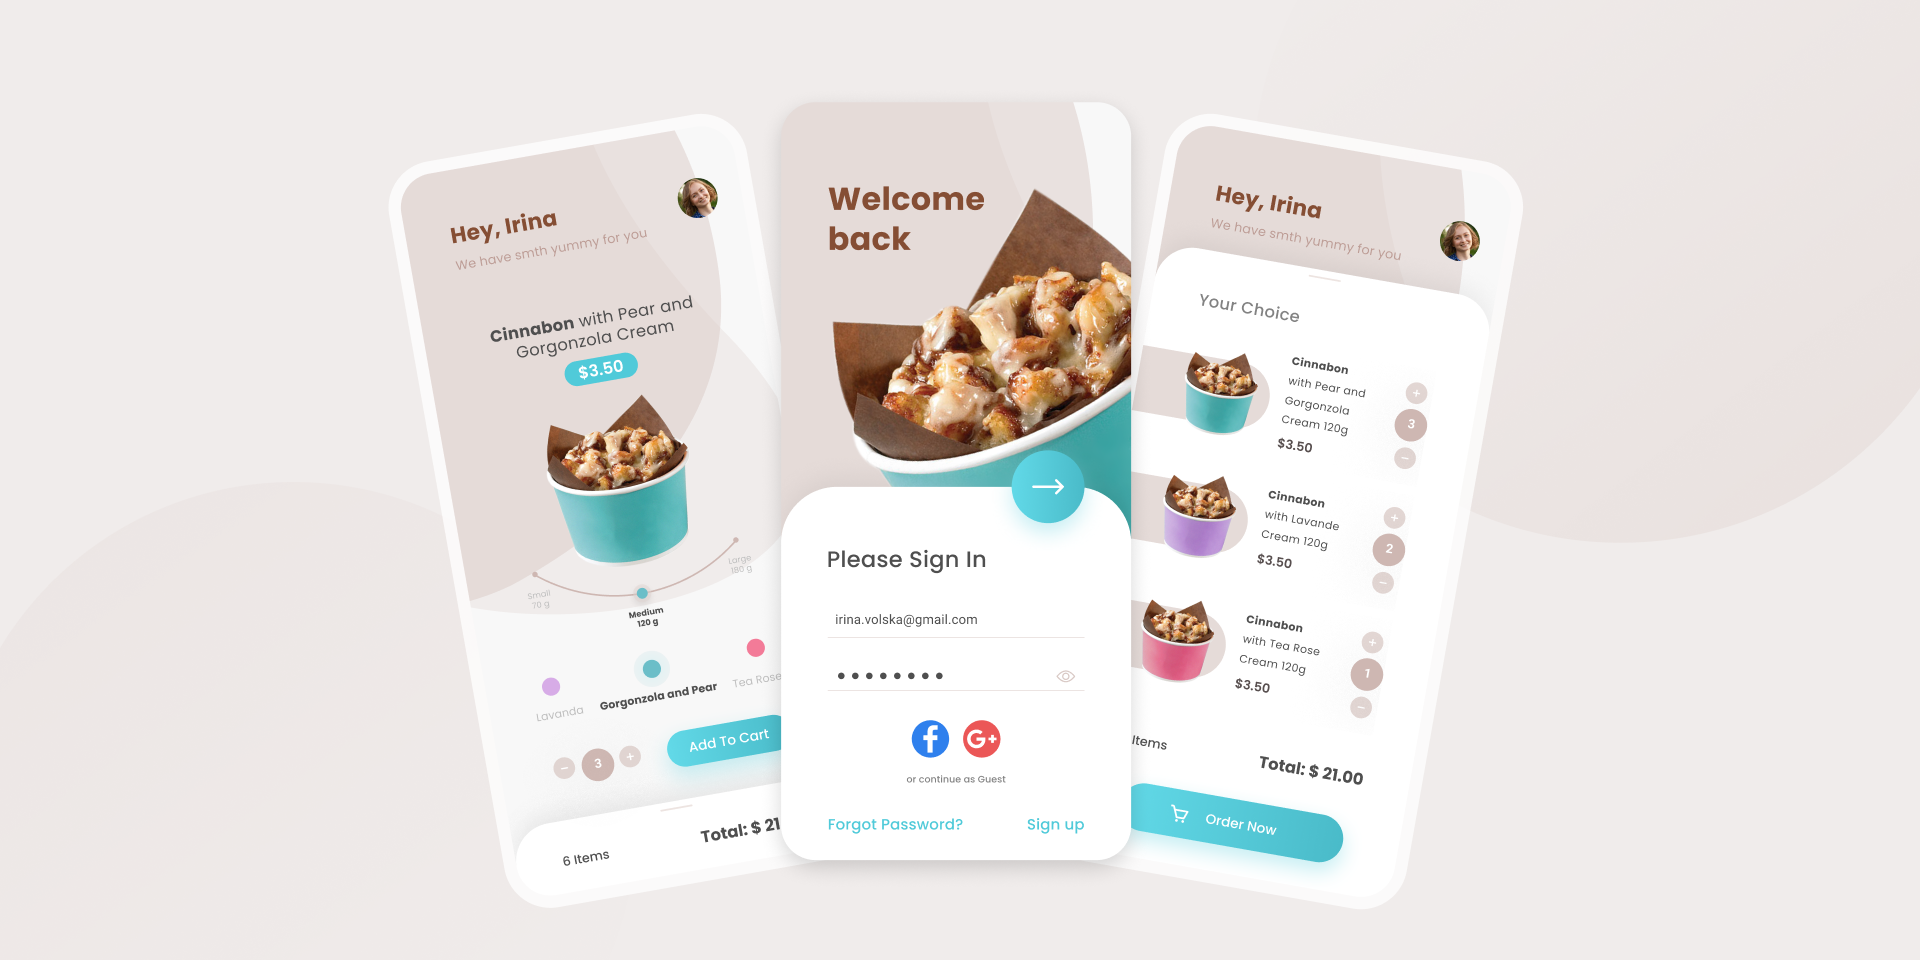 Hey, Irina
We have smth yummy for you
Cinnabon with Pear and
Gorgonzola Cream
$3.50
Small
70 g
Medium
120 g
Large
180 g
Lavanda
Gorgonzola and Pear
Tea Rose
− 3 +
Add To Cart
6 Items
Total: $ 21
Welcome
back
Please Sign In
irina.volska@gmail.com
f G+
or continue as Guest
Forgot Password?
Sign up
Hey, Irina
We have smth yummy for you
Your Choice
Cinnabon
with Pear and
Gorgonzola
Cream 120g
$3.50
+
3
−
Cinnabon
with Lavande
Cream 120g
$3.50
+
2
−
Cinnabon
with Tea Rose
Cream 120g
$3.50
+
1
−
Items
Total: $ 21.00
Order Now